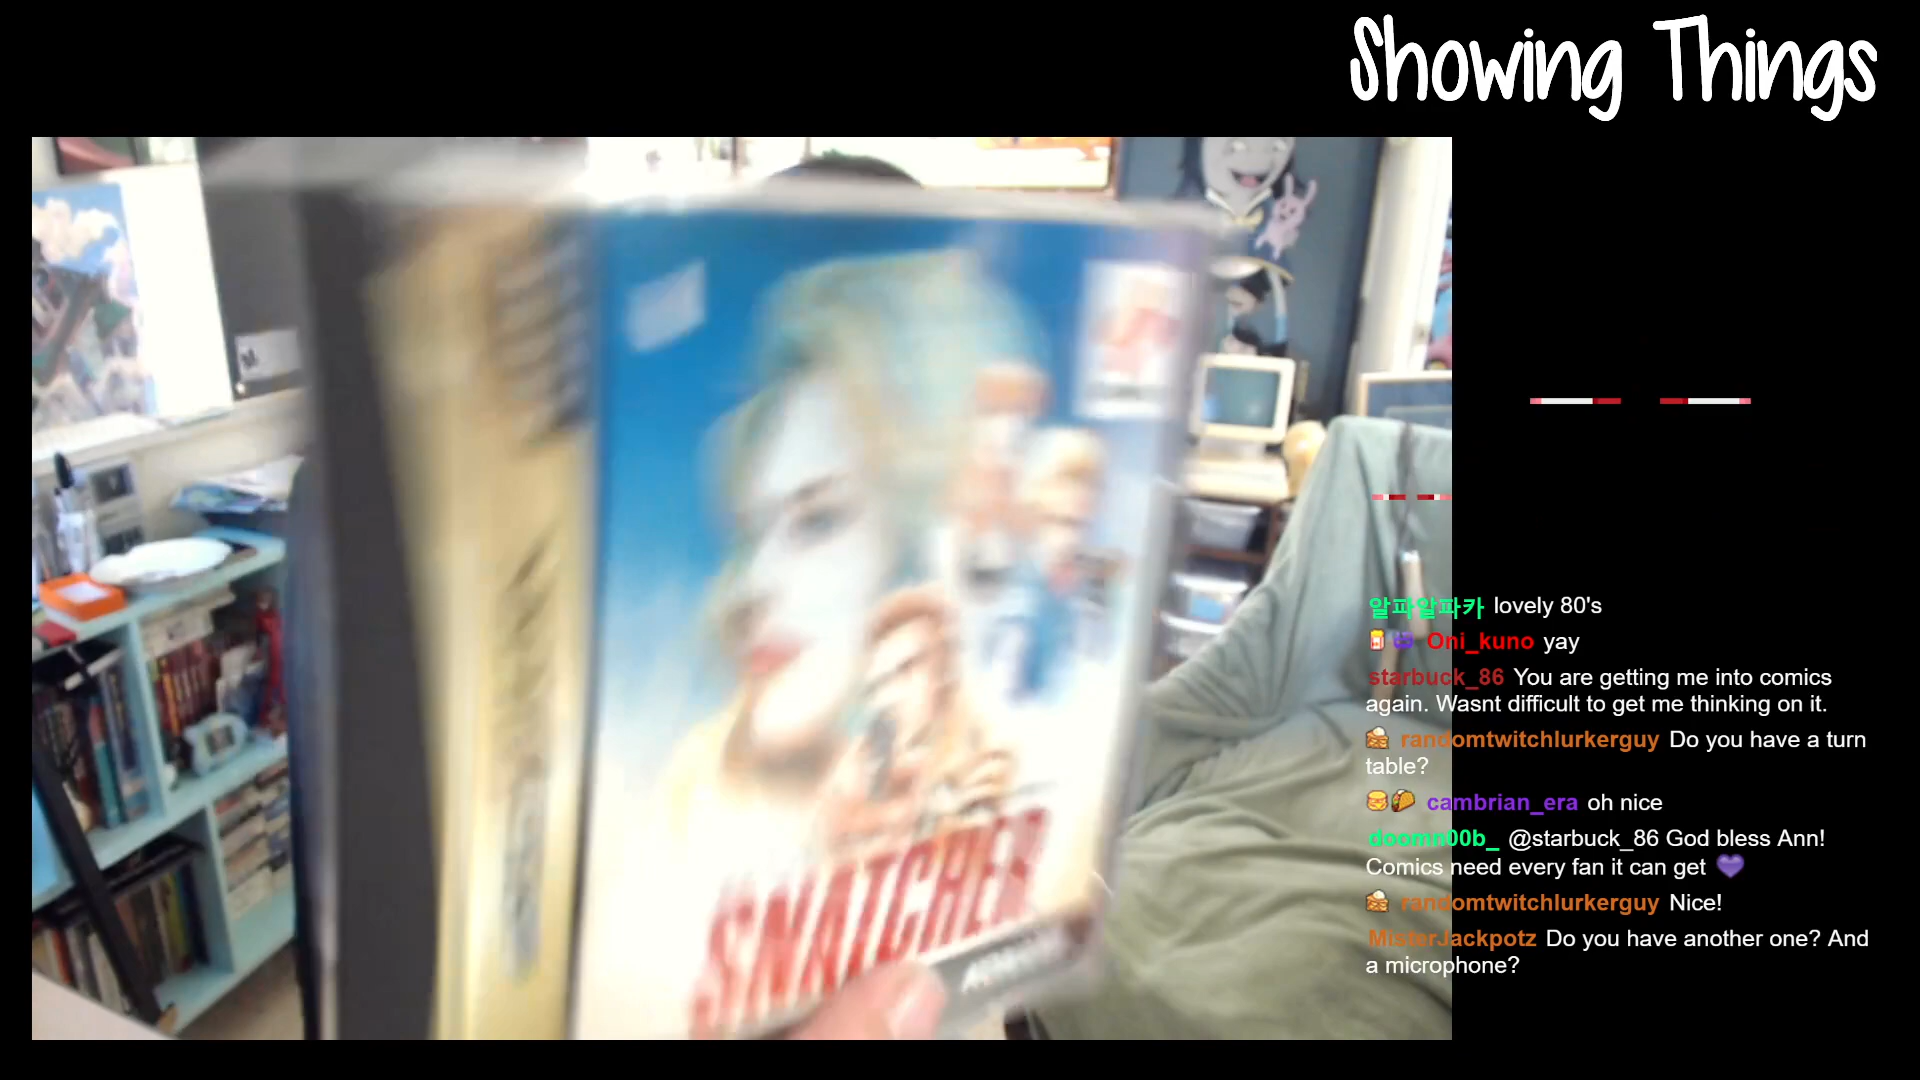 Showing Things
SNATCHER
알파알파카 lovely 80's
Oni_kuno yay
starbuck_86 You are getting me into comics
again. Wasnt difficult to get me thinking on it.
randomtwitchlurkerguy Do you have a turn
table?
cambrian_era oh nice
doomn00b_ @starbuck_86 God bless Ann!
Comics need every fan it can get 💜
randomtwitchlurkerguy Nice!
MisterJackpotz Do you have another one? And
a microphone?